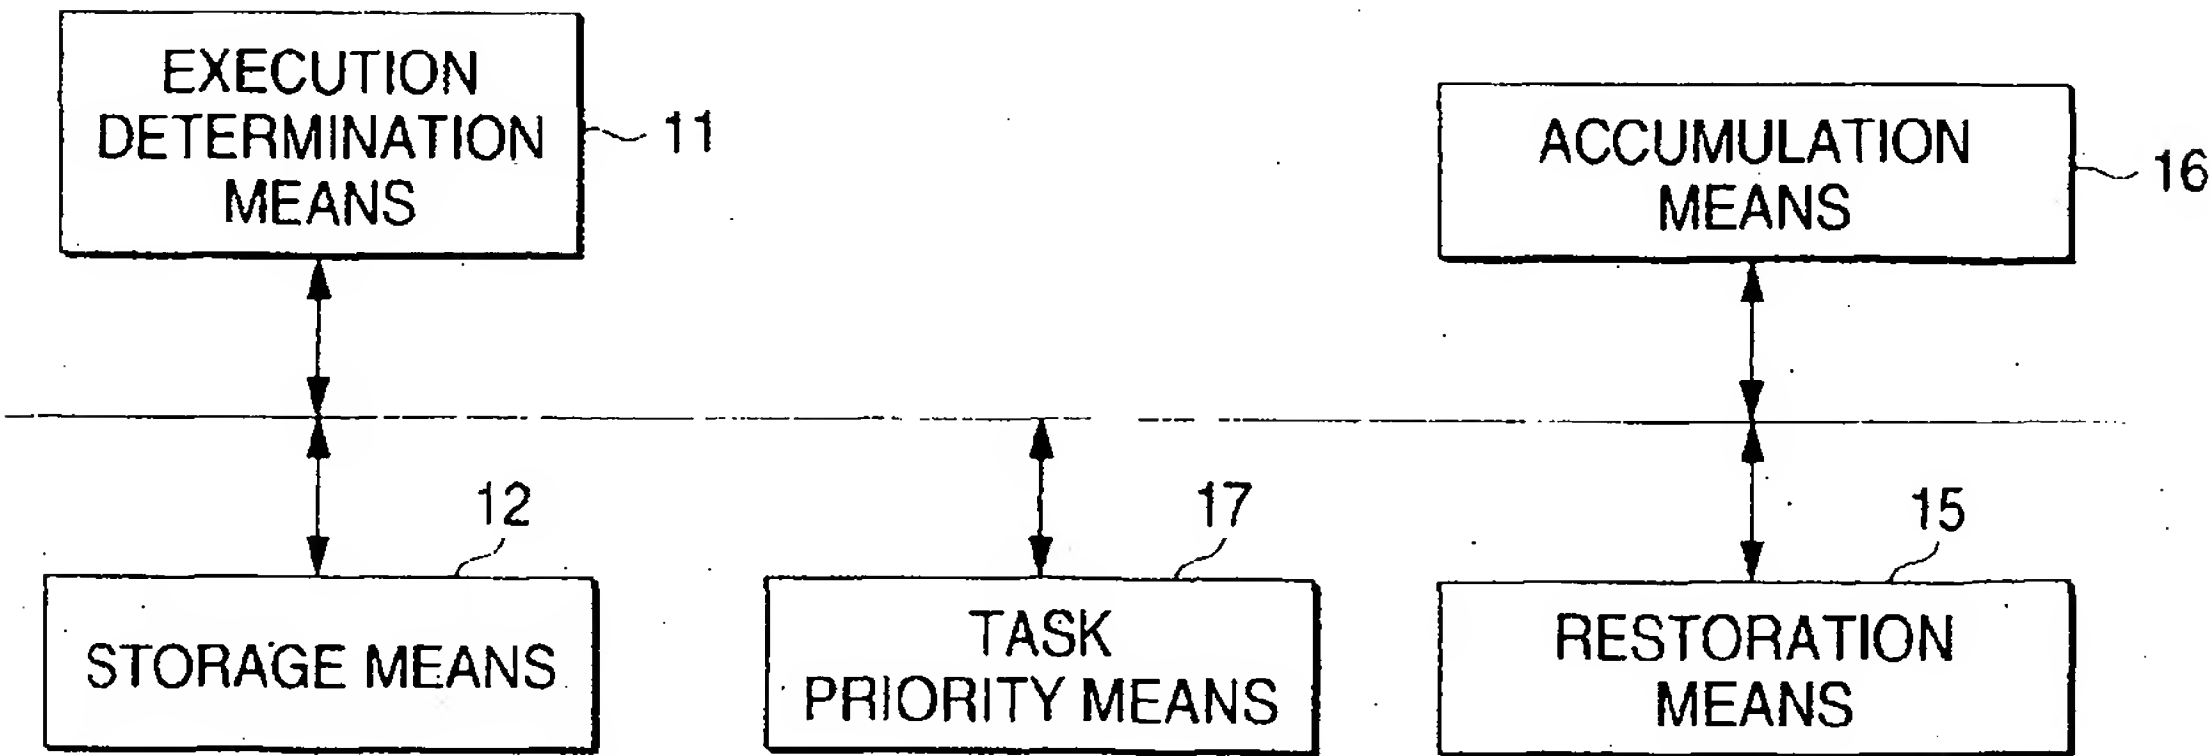 EXECUTION
DETERMINATION
MEANS
11
ACCUMULATION
MEANS
16
12
STORAGE MEANS
17
TASK
PRIORITY MEANS
15
RESTORATION
MEANS